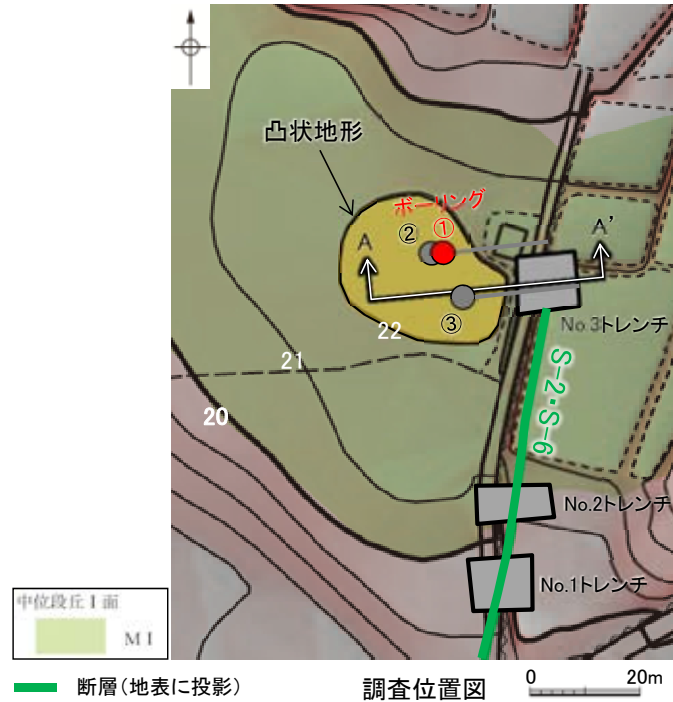 凸状地形
ボーリング
A
②
①
A'
③
No.3トレンチ
22
21
S-2・S-6
20
No.2トレンチ
No.1トレンチ
中位段丘Ⅰ面
MⅠ
断層(地表に投影)
調査位置図
0
20m